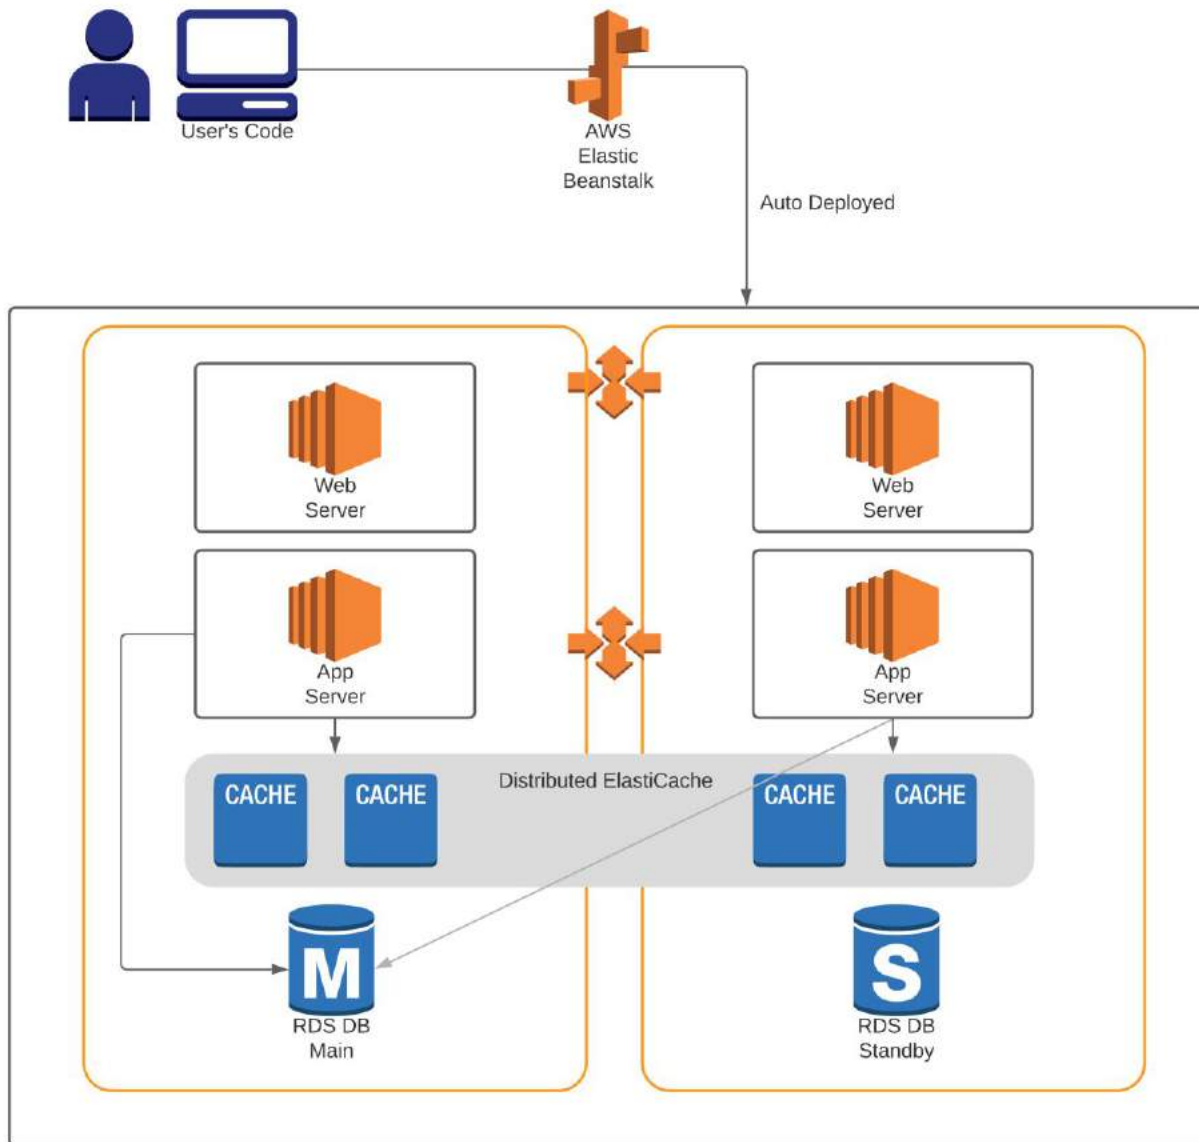 User's Code
AWS
Elastic
Beanstalk
Auto Deployed
Web
Server
Web
Server
App
Server
App
Server
Distributed ElastiCache
CACHE
CACHE
CACHE
CACHE
M
RDS DB
Main
S
RDS DB
Standby